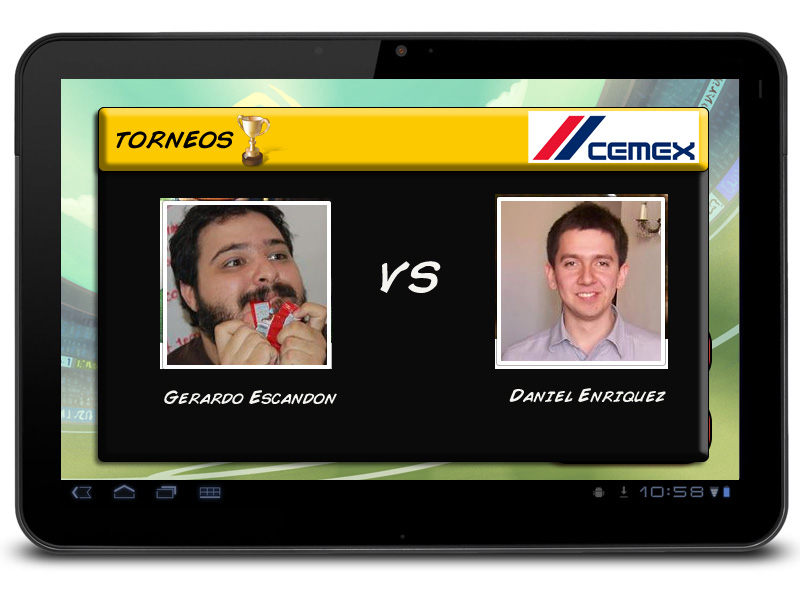 TORNEOS
CEMEX
VS
GERARDO ESCANDON
DANIEL ENRIQUEZ
10:58